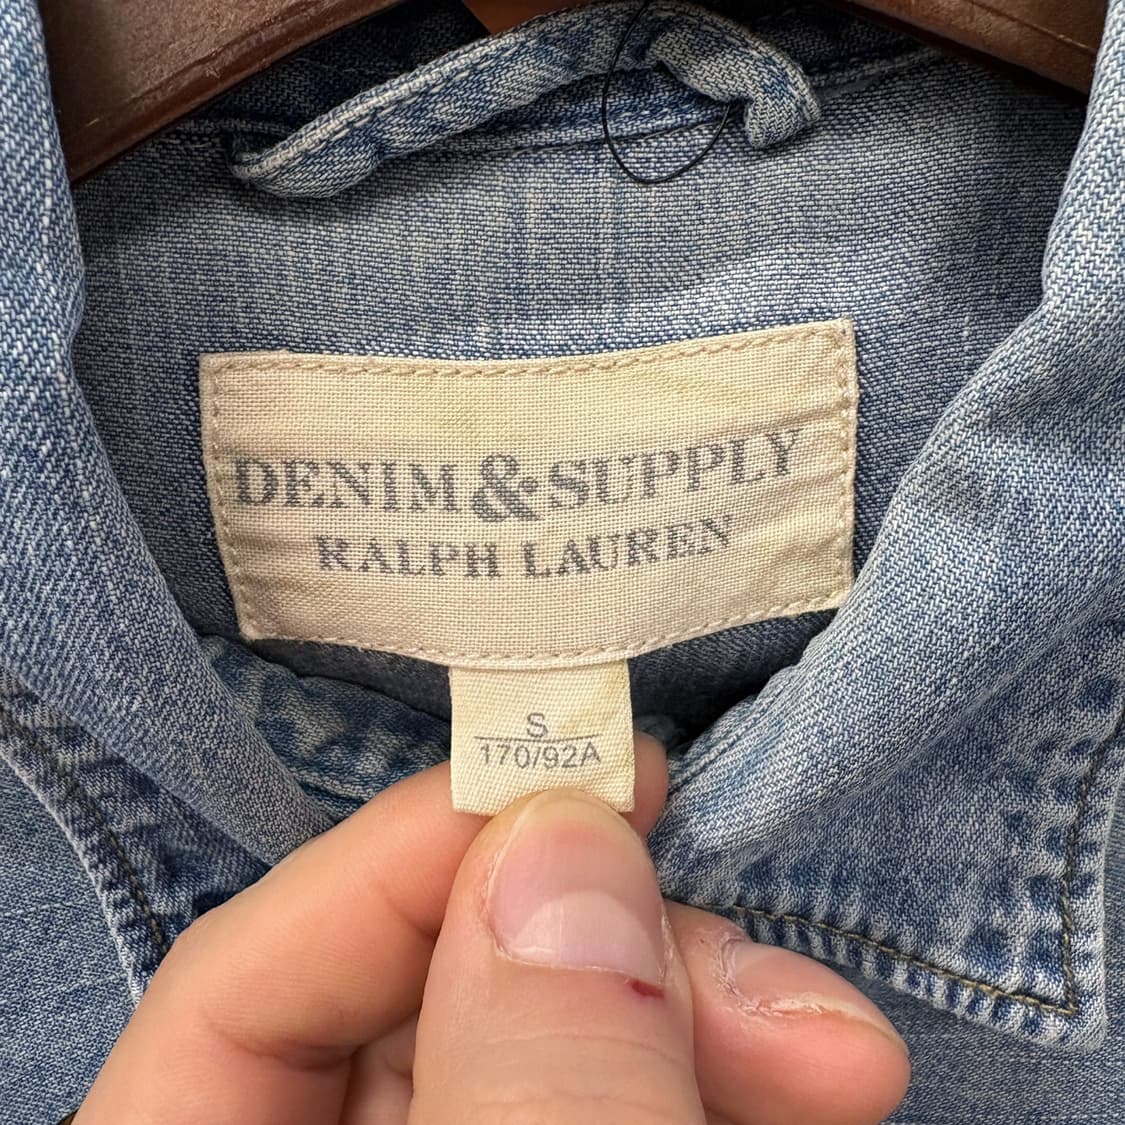 DENIM & SUPPLY
RALPH LAUREN
S
170/92A